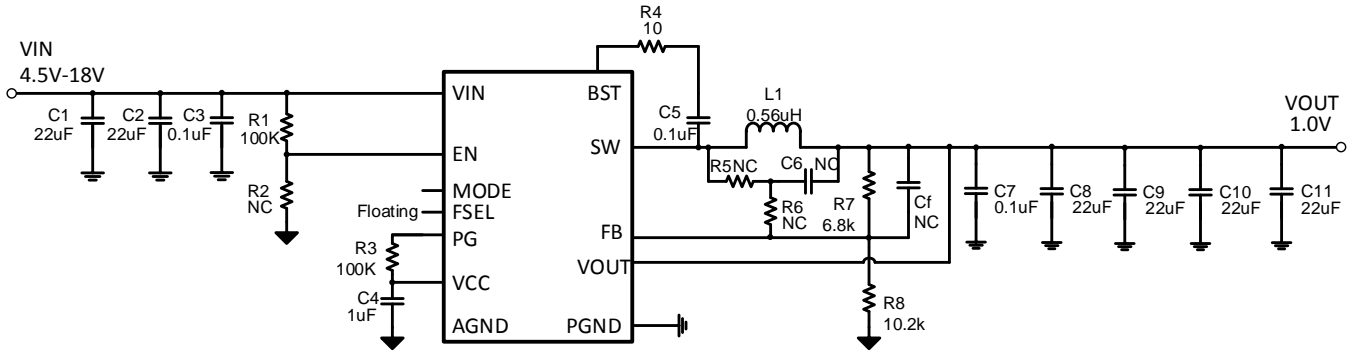 R4
10
VIN
4.5V-18V
C1
22uF
C2
22uF
C3
0.1uF
R1
100K
R2
NC
Floating
R3
100K
C4
1uF
VIN
EN
MODE
FSEL
PG
VCC
AGND
BST
SW
FB
VOUT
PGND
C5
0.1uF
L1
0.56uH
R5NC
C6
NC
R6
NC
R7
6.8k
Cf
NC
R8
10.2k
C7
0.1uF
C8
22uF
C9
22uF
C10
22uF
C11
22uF
VOUT
1.0V